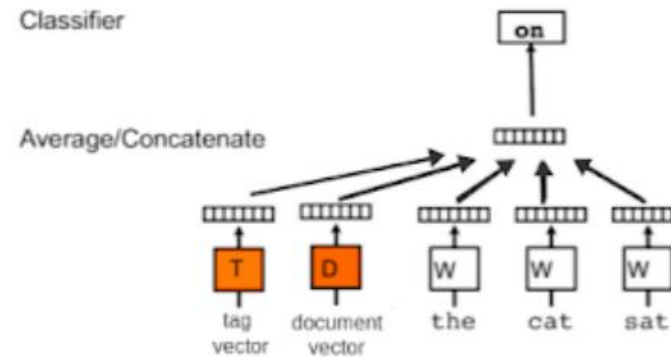 Classifier
on
Average/Concatenate
T D W W W
tag vector document vector the cat sat